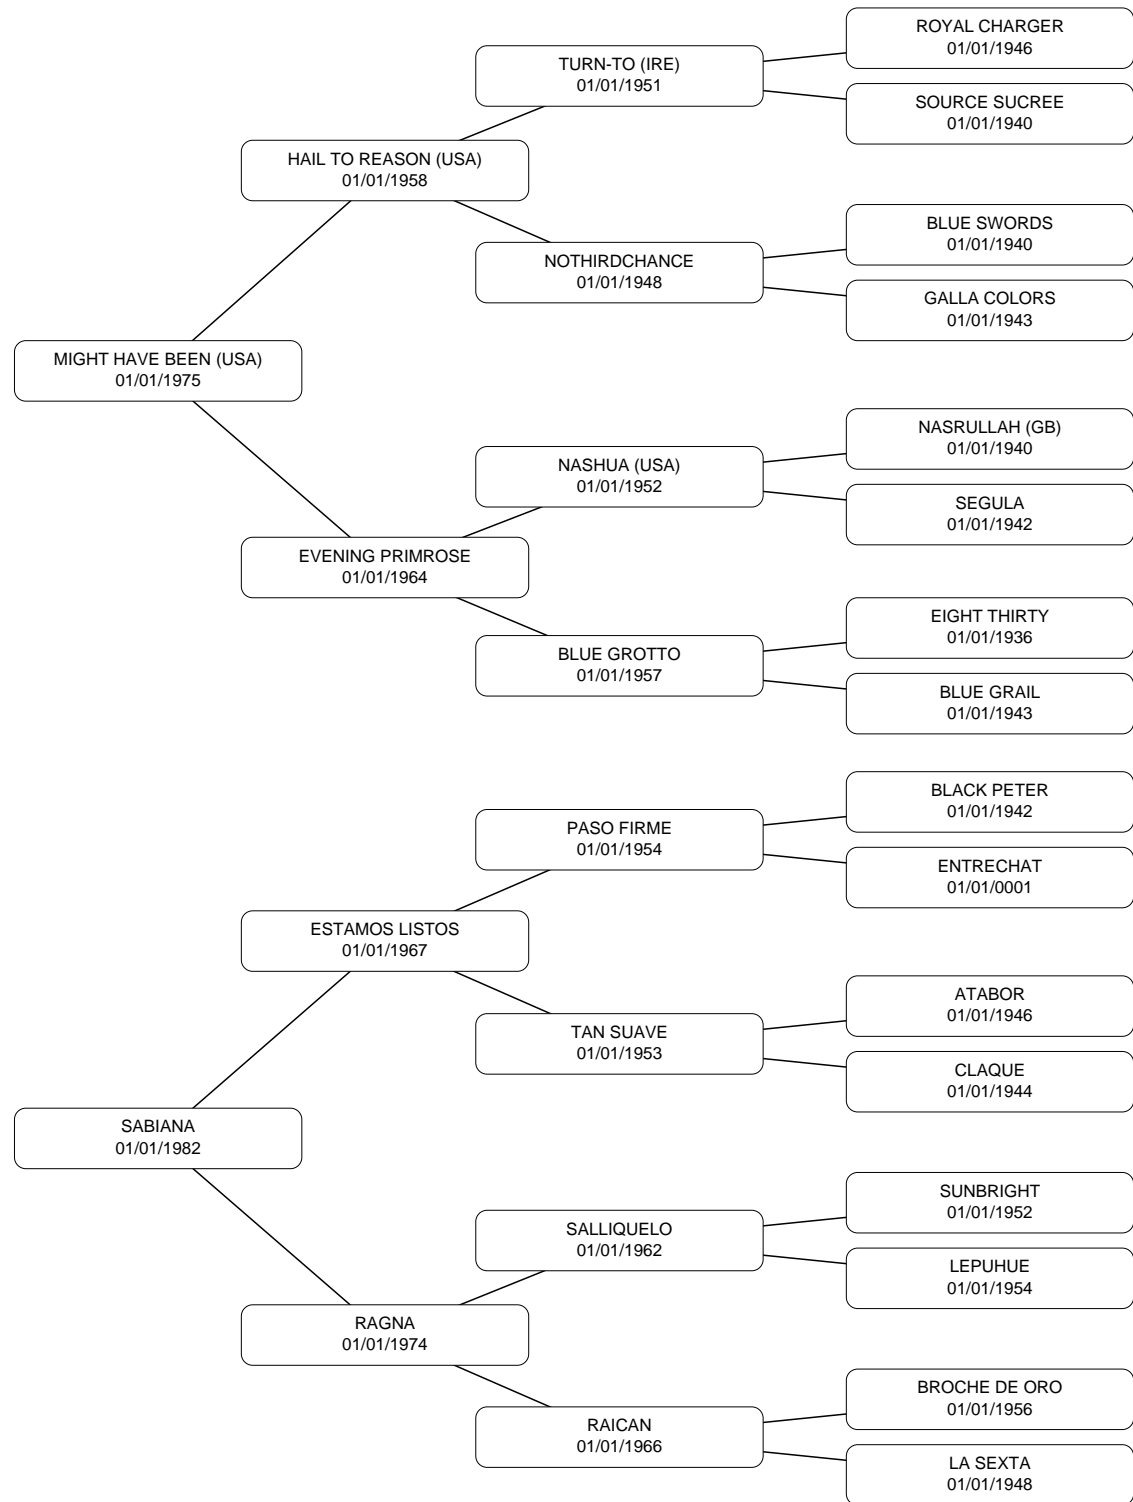 ROYAL CHARGER
01/01/1946
TURN-TO (IRE)
01/01/1951
SOURCE SUCREE
01/01/1940
HAIL TO REASON (USA)
01/01/1958
BLUE SWORDS
01/01/1940
NOTHIRDCHANCE
01/01/1948
GALLA COLORS
01/01/1943
MIGHT HAVE BEEN (USA)
01/01/1975
NASRULLAH (GB)
01/01/1940
NASHUA (USA)
01/01/1952
SEGULA
01/01/1942
EVENING PRIMROSE
01/01/1964
EIGHT THIRTY
01/01/1936
BLUE GROTTO
01/01/1957
BLUE GRAIL
01/01/1943
BLACK PETER
01/01/1942
PASO FIRME
01/01/1954
ENTRECHAT
01/01/0001
ESTAMOS LISTOS
01/01/1967
ATABOR
01/01/1946
TAN SUAVE
01/01/1953
CLAQUE
01/01/1944
SABIANA
01/01/1982
SUNBRIGHT
01/01/1952
SALLIQUELO
01/01/1962
LEPUHUE
01/01/1954
RAGNA
01/01/1974
BROCHE DE ORO
01/01/1956
RAICAN
01/01/1966
LA SEXTA
01/01/1948